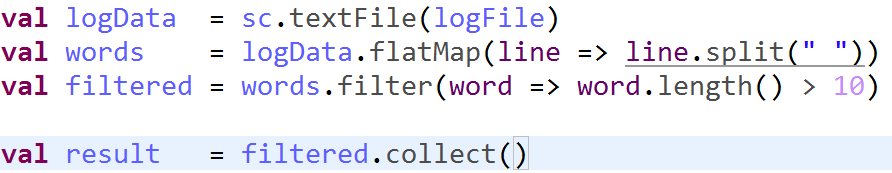 val logData  = sc.textFile(logFile)
val words    = logData.flatMap(line => line.split(" "))
val filtered = words.filter(word => word.length() > 10)
val result   = filtered.collect()